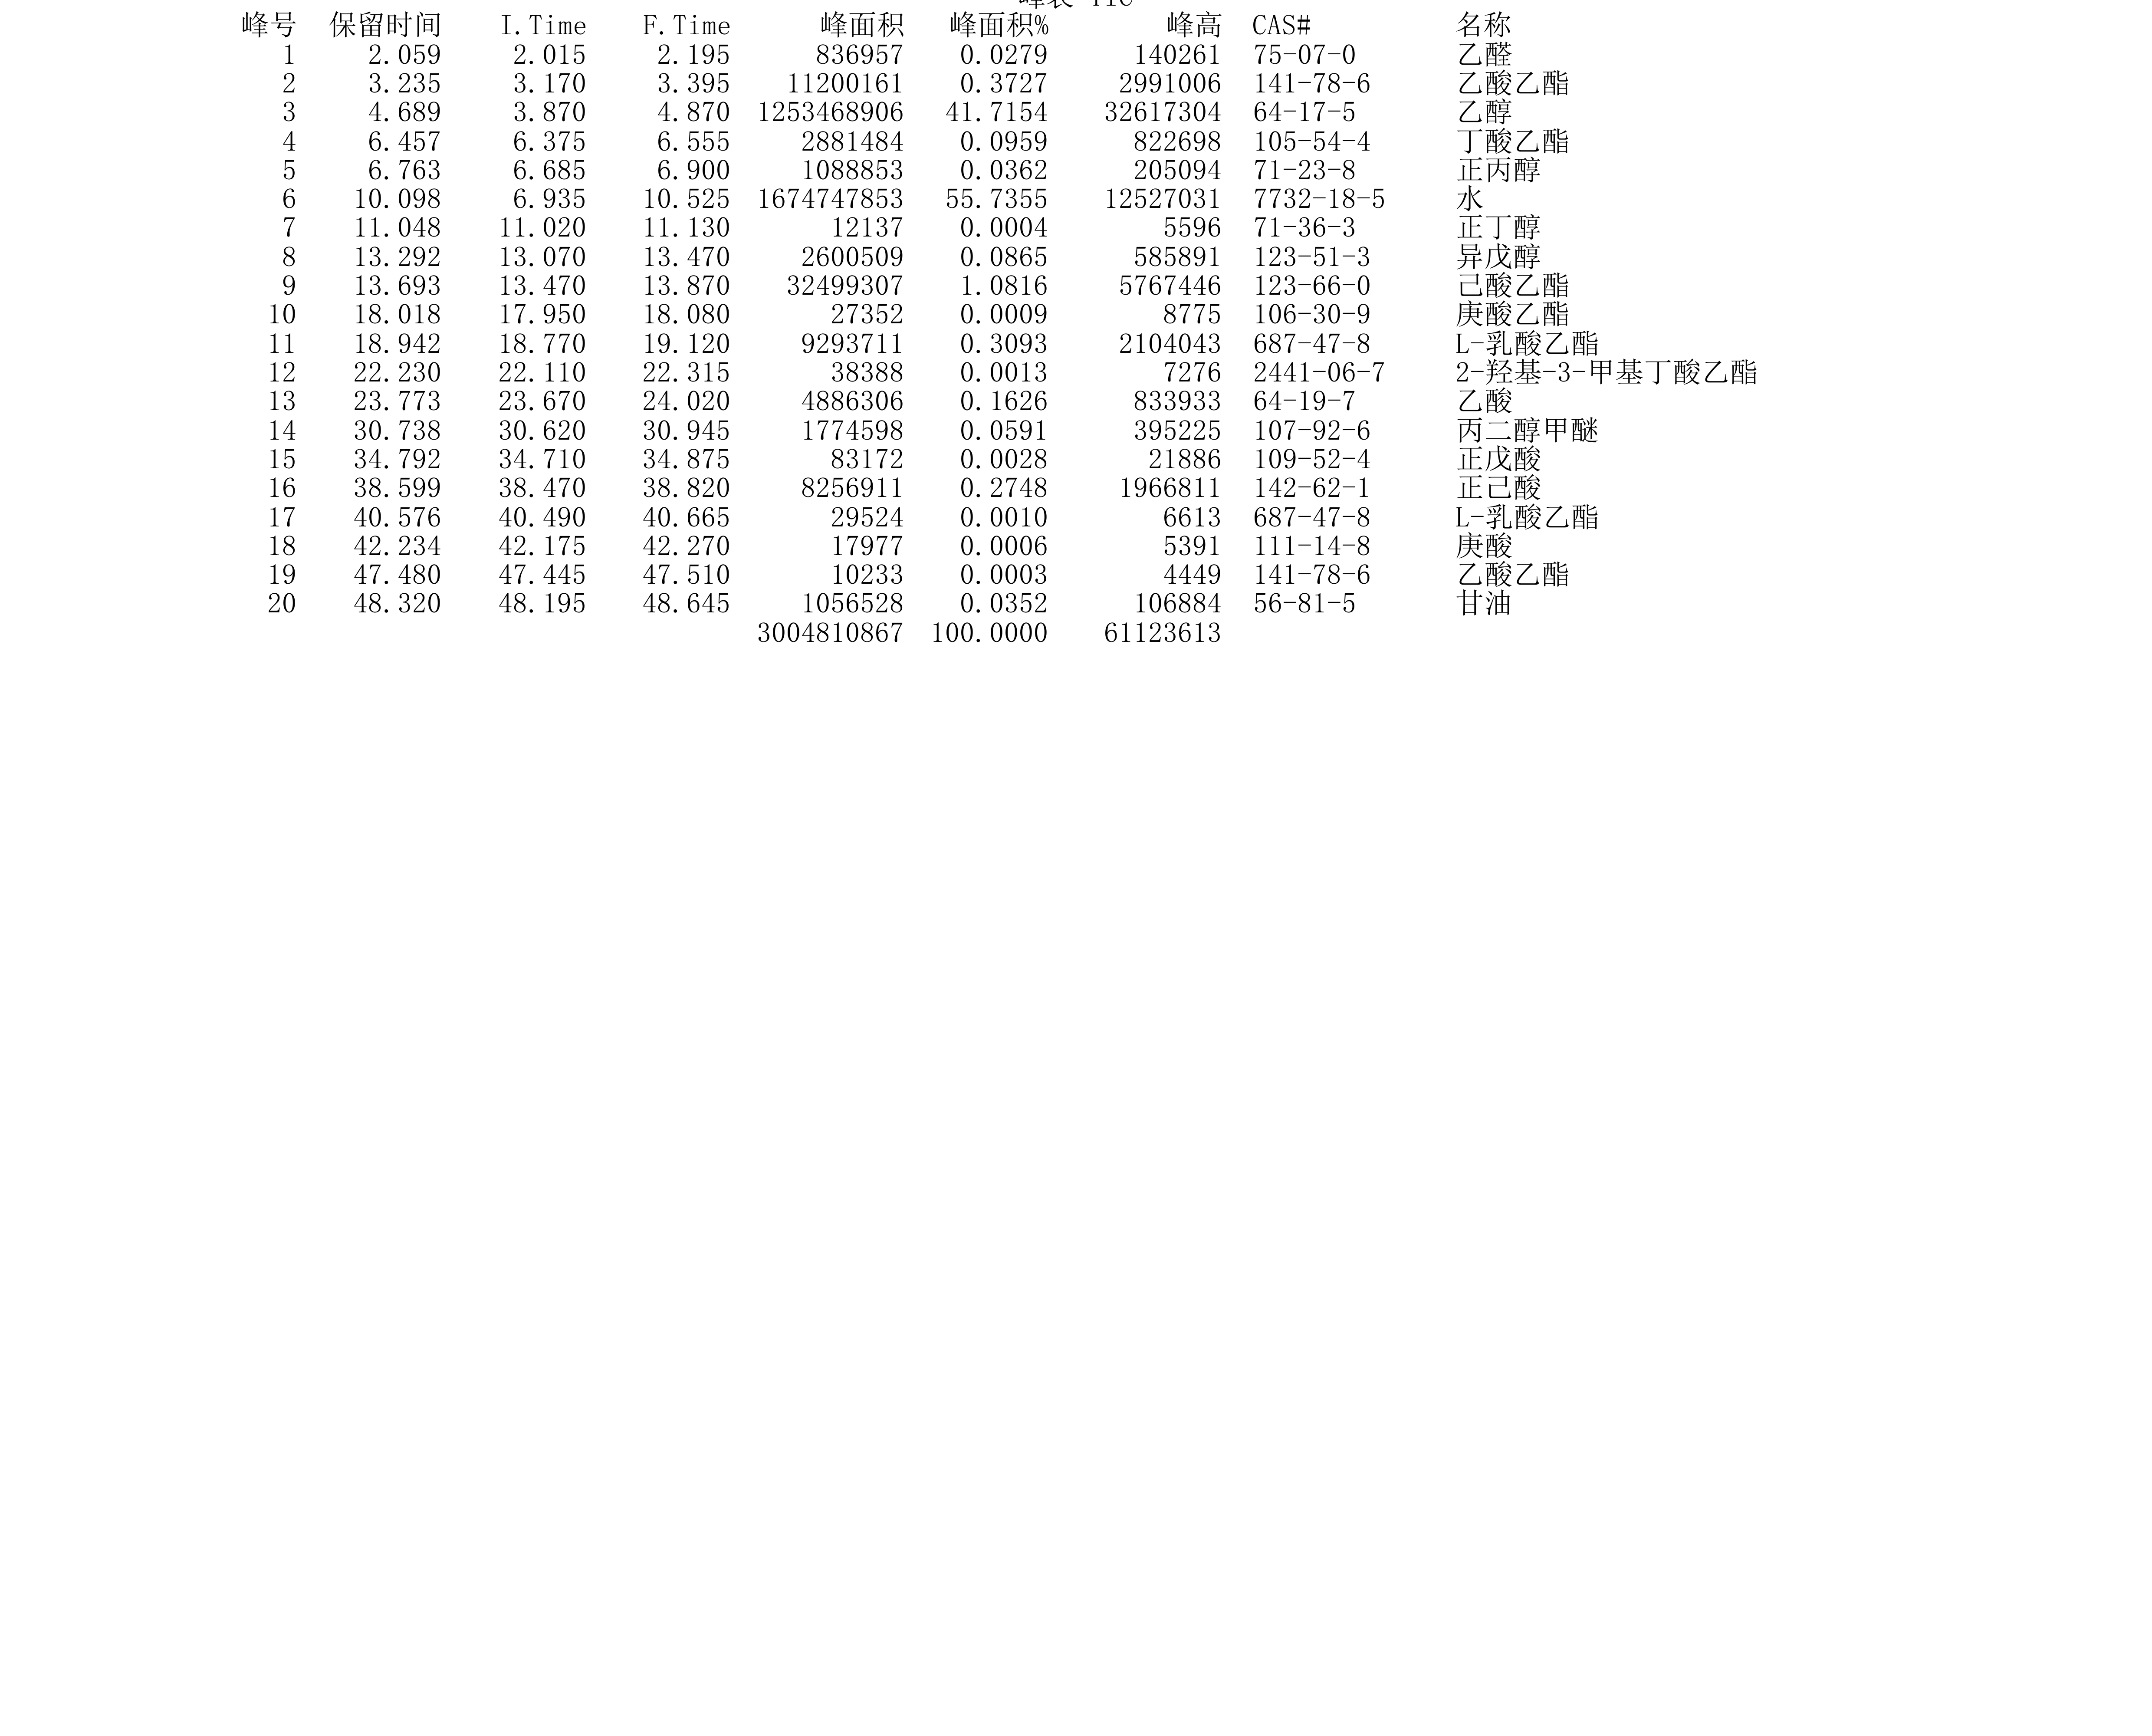 峰表 TIC
峰号 保留时间 I.Time F.Time 峰面积 峰面积% 峰高 CAS# 名称
1 2.059 2.015 2.195 836957 0.0279 140261 75-07-0 乙醛
2 3.235 3.170 3.395 11200161 0.3727 2991006 141-78-6 乙酸乙酯
3 4.689 3.870 4.870 1253468906 41.7154 32617304 64-17-5 乙醇
4 6.457 6.375 6.555 2881484 0.0959 822698 105-54-4 丁酸乙酯
5 6.763 6.685 6.900 1088853 0.0362 205094 71-23-8 正丙醇
6 10.098 6.935 10.525 1674747853 55.7355 12527031 7732-18-5 水
7 11.048 11.020 11.130 12137 0.0004 5596 71-36-3 正丁醇
8 13.292 13.070 13.470 2600509 0.0865 585891 123-51-3 异戊醇
9 13.693 13.470 13.870 32499307 1.0816 5767446 123-66-0 己酸乙酯
10 18.018 17.950 18.080 27352 0.0009 8775 106-30-9 庚酸乙酯
11 18.942 18.770 19.120 9293711 0.3093 2104043 687-47-8 L-乳酸乙酯
12 22.230 22.110 22.315 38388 0.0013 7276 2441-06-7 2-羟基-3-甲基丁酸乙酯
13 23.773 23.670 24.020 4886306 0.1626 833933 64-19-7 乙酸
14 30.738 30.620 30.945 1774598 0.0591 395225 107-92-6 丙二醇甲醚
15 34.792 34.710 34.875 83172 0.0028 21886 109-52-4 正戊酸
16 38.599 38.470 38.820 8256911 0.2748 1966811 142-62-1 正己酸
17 40.576 40.490 40.665 29524 0.0010 6613 687-47-8 L-乳酸乙酯
18 42.234 42.175 42.270 17977 0.0006 5391 111-14-8 庚酸
19 47.480 47.445 47.510 10233 0.0003 4449 141-78-6 乙酸乙酯
20 48.320 48.195 48.645 1056528 0.0352 106884 56-81-5 甘油
3004810867 100.0000 61123613